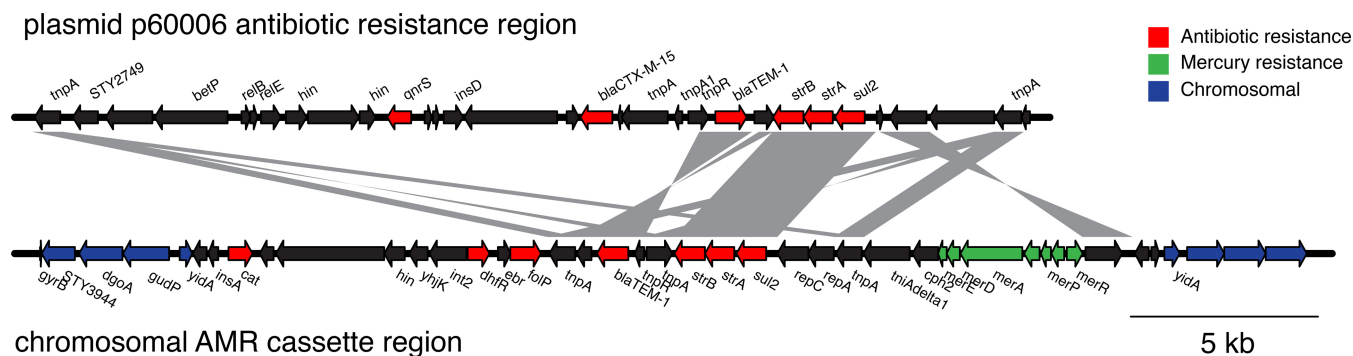 plasmid p60006 antibiotic resistance region
Antibiotic resistance
Mercury resistance
Chromosomal
tnpA STY2749 betP relB relE hin hin qnrS insD blaCTX-M-15 tnpA tnpA1 tnpR blaTEM-1 strB strA sul2 tnpA
gyrB STY3944 dgoA gudP yidA insA cat hin yhjK int2 dhfR ebr folP tnpA blaTEM-1 tnpR tnpA strB strA sul2 repC repA tnpA tniAdelta1 cph2 merE merD merA merP merR yidA
chromosomal AMR cassette region
5 kb